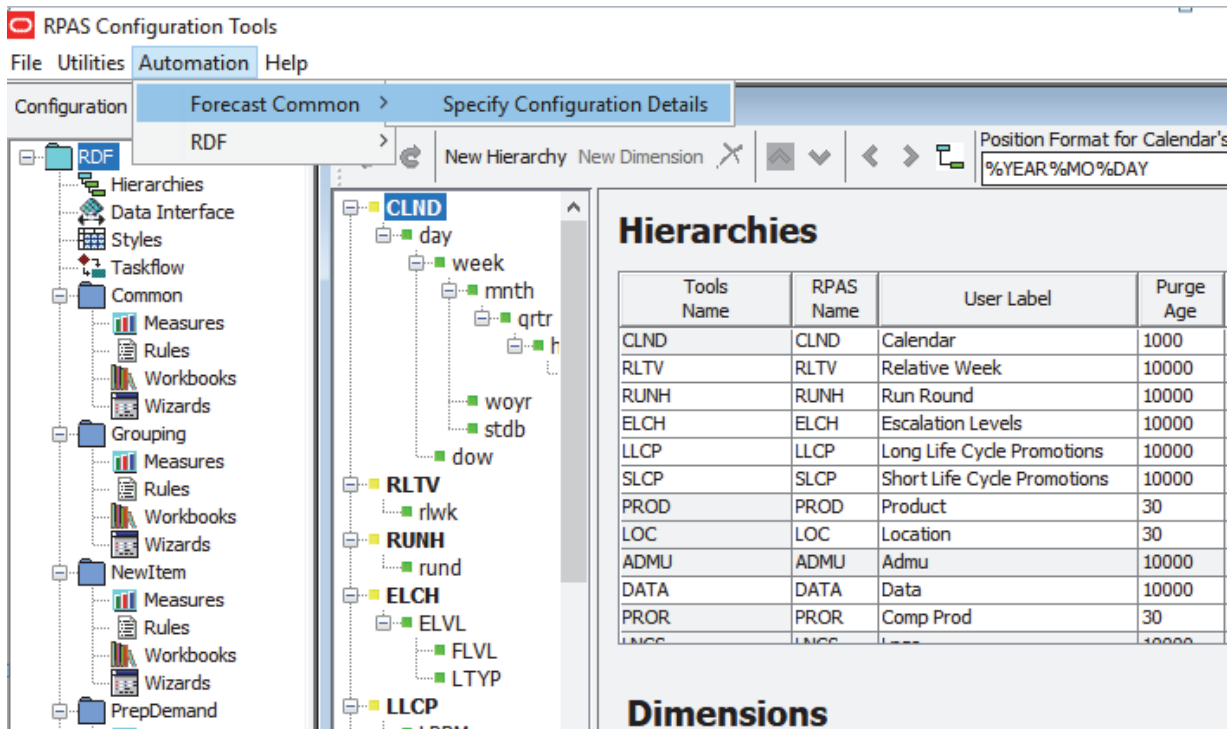 RPAS Configuration Tools
File Utilities Automation Help
Configuration
Forecast Common >
Specify Configuration Details
RDF >
New Hierarchy New Dimension
Position Format for Calendar's
%YEAR%MO%DAY
RDF
Hierarchies
Data Interface
Styles
Taskflow
Common
Measures
Rules
Workbooks
Wizards
Grouping
Measures
Rules
Workbooks
Wizards
NewItem
Measures
Rules
Workbooks
Wizards
PrepDemand
CLND
day
week
mnth
qrtr
h
woyr
stdb
dow
RLTV
rlwk
RUNH
rund
ELCH
ELVL
FLVL
LTYP
LLCP
Hierarchies
Tools Name RPAS Name User Label Purge Age
CLND CLND Calendar 1000
RLTV RLTV Relative Week 10000
RUNH RUNH Run Round 10000
ELCH ELCH Escalation Levels 10000
LLCP LLCP Long Life Cycle Promotions 10000
SLCP SLCP Short Life Cycle Promotions 10000
PROD PROD Product 30
LOC LOC Location 30
ADMU ADMU Admu 10000
DATA DATA Data 10000
PROR PROR Comp Prod 30
Dimensions